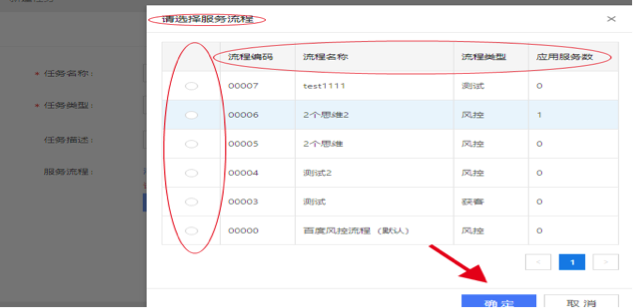 请选择服务流程
* 任务名称：
* 任务类型：
任务描述：
服务流程：
流程编码 流程名称 流程类型 应用服务数
00007 test1111 测试 0
00006 2个思维2 风控 1
00005 2个思维 风控 0
00004 测试2 风控 0
00003 测试 获客 0
00000 百度风控流程（默认） 风控 0
< 1 >
确定 取消